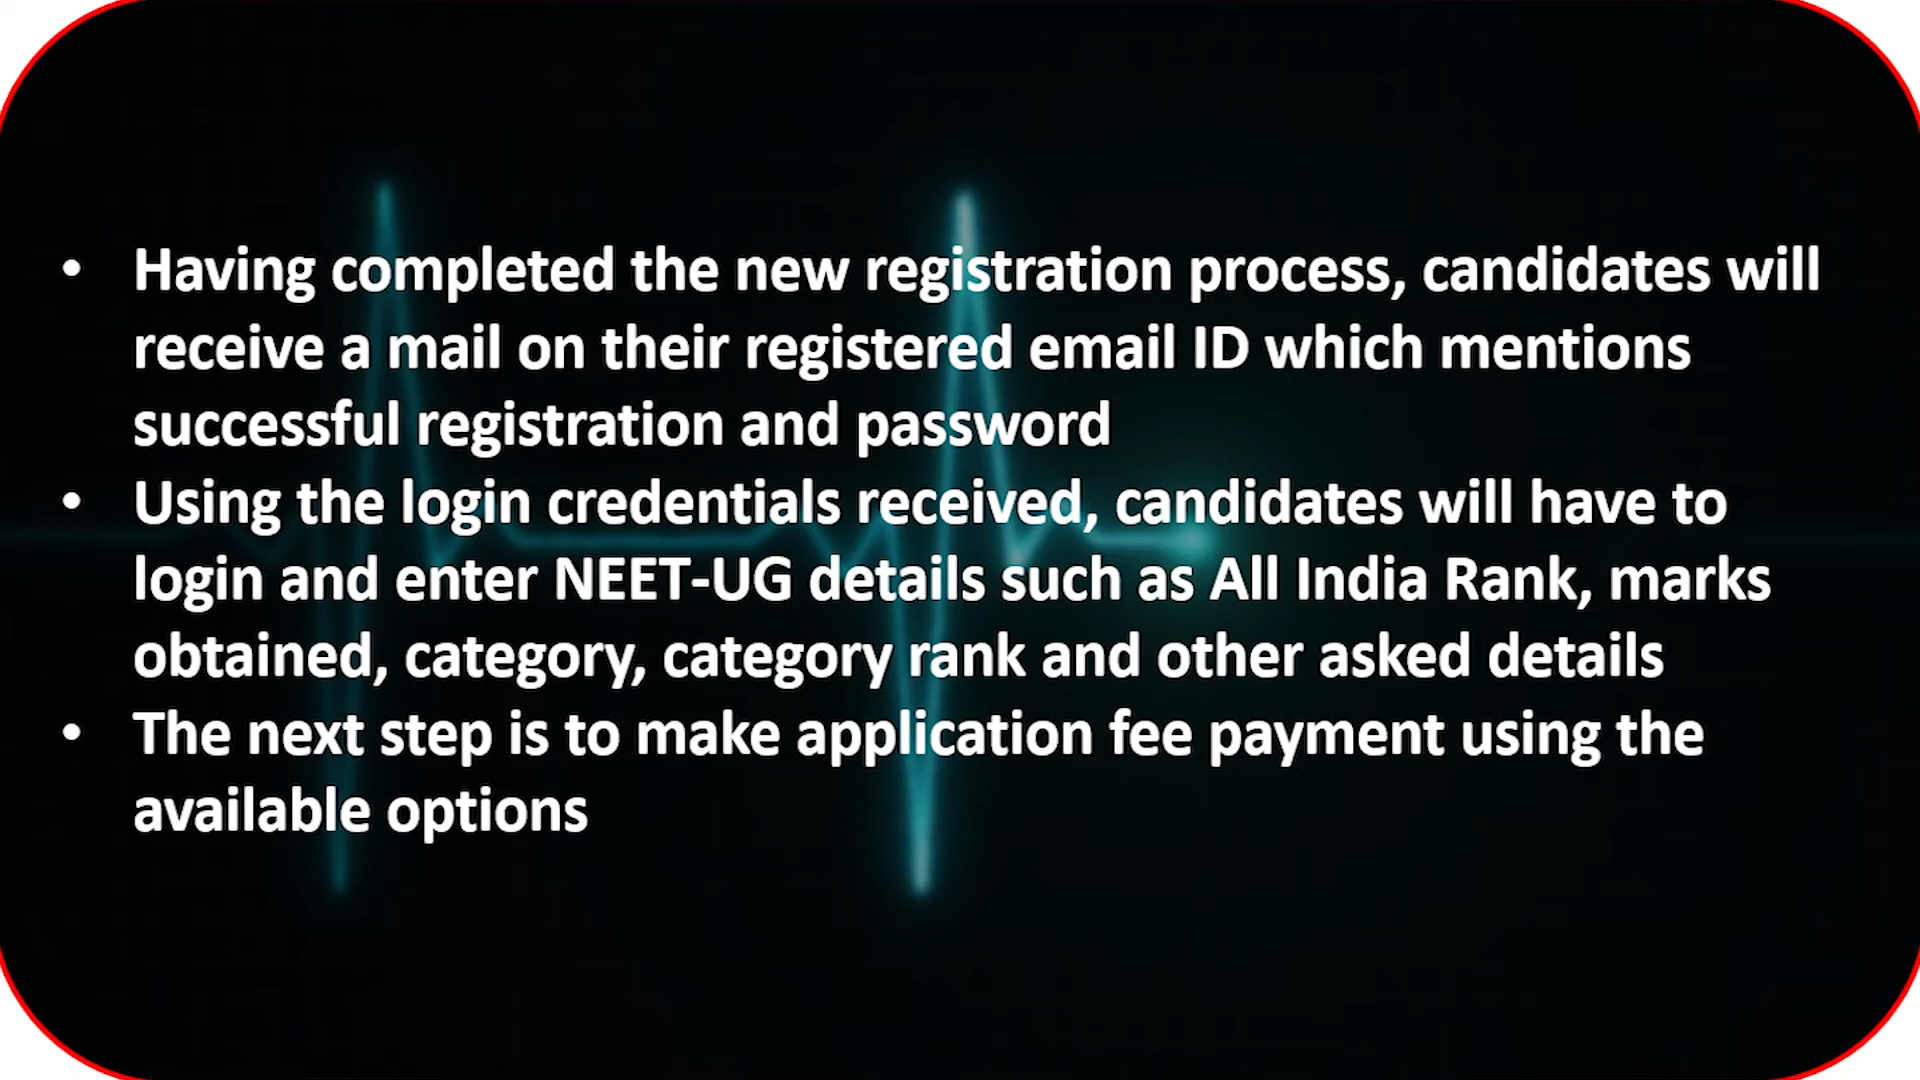 • Having completed the new registration process, candidates will
receive a mail on their registered email ID which mentions
successful registration and password
• Using the login credentials received, candidates will have to
login and enter NEET-UG details such as All India Rank, marks
obtained, category, category rank and other asked details
• The next step is to make application fee payment using the
available options